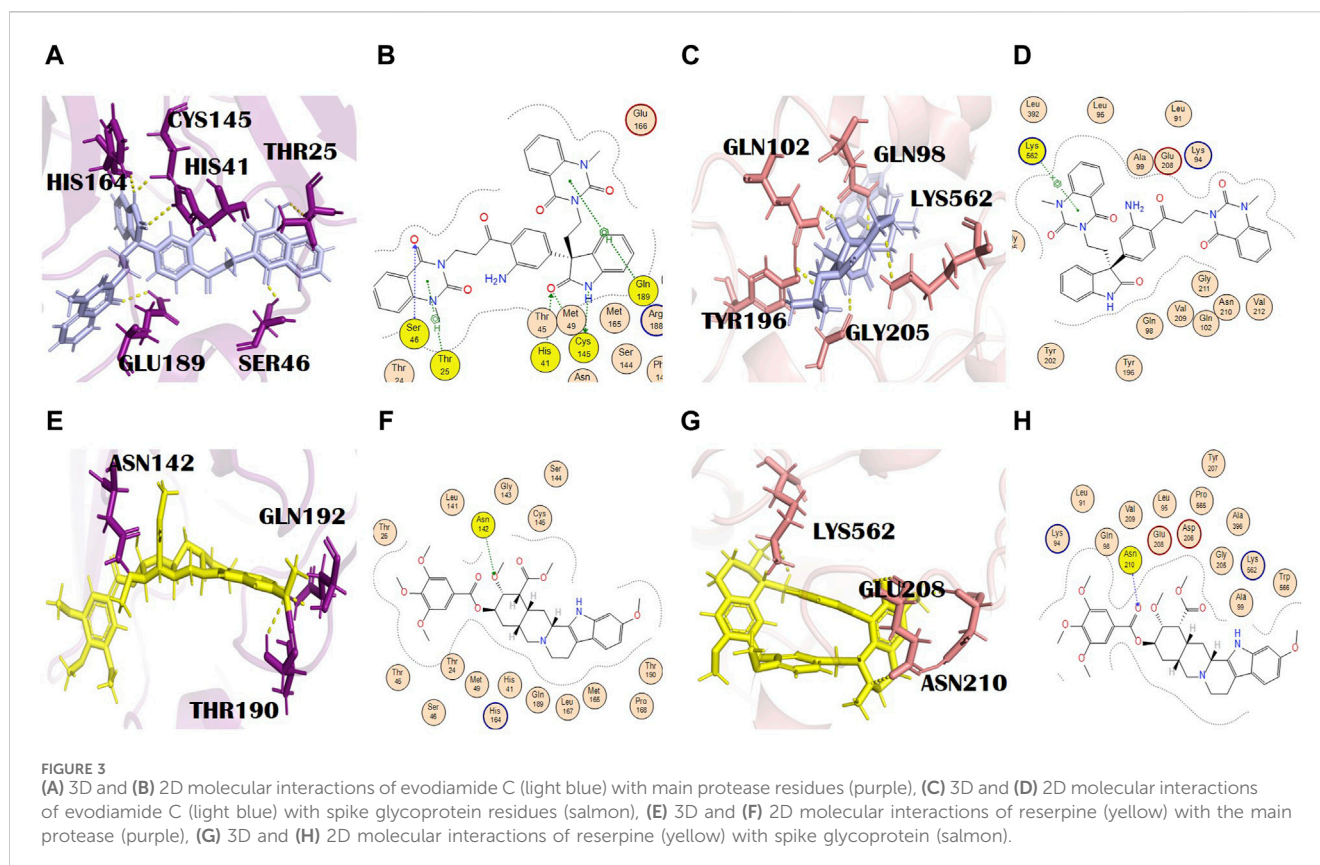 A
CYS145
HIS41
THR25
HIS164
GLU189
SER46
B
Glu
166
N
O
N
O
O
O
O
N
N
O
H₂N
O
N
H
H
H
Gln
189
Arg
188
Thr
45
Met
49
Met
165
Ser
46
Thr
25
His
41
Cys
145
Ser
144
Thr
24
Asn
C
GLN102
GLN98
LYS562
TYR196
GLY205
D
Leu
392
Leu
95
Leu
91
Lys
562
Ala
99
Glu
208
Lys
94
O
N
N
O
NH₂
O
O
N
N
O
N
H
O
Gly
211
Gln
98
Val
209
Gln
102
Asn
210
Val
212
Tyr
202
Tyr
196
E
ASN142
GLN192
THR190
F
Ser
144
Gly
143
Leu
141
Asn
142
Cys
145
Thr
26
Thr
46
Thr
24
Met
49
His
41
Gln
189
Leu
167
Met
165
Thr
190
Ser
46
His
164
Pro
168
G
LYS562
GLU208
ASN210
H
Tyr
207
Leu
91
Leu
95
Pro
565
Val
209
Ala
396
Lys
94
Gln
98
Glu
208
Asp
206
Asn
210
Gly
205
Lys
562
Ala
99
Trp
566
FIGURE 3
(A) 3D and (B) 2D molecular interactions of evodiamide C (light blue) with main protease residues (purple), (C) 3D and (D) 2D molecular interactions
of evodiamide C (light blue) with spike glycoprotein residues (salmon), (E) 3D and (F) 2D molecular interactions of reserpine (yellow) with the main
protease (purple), (G) 3D and (H) 2D molecular interactions of reserpine (yellow) with spike glycoprotein (salmon).